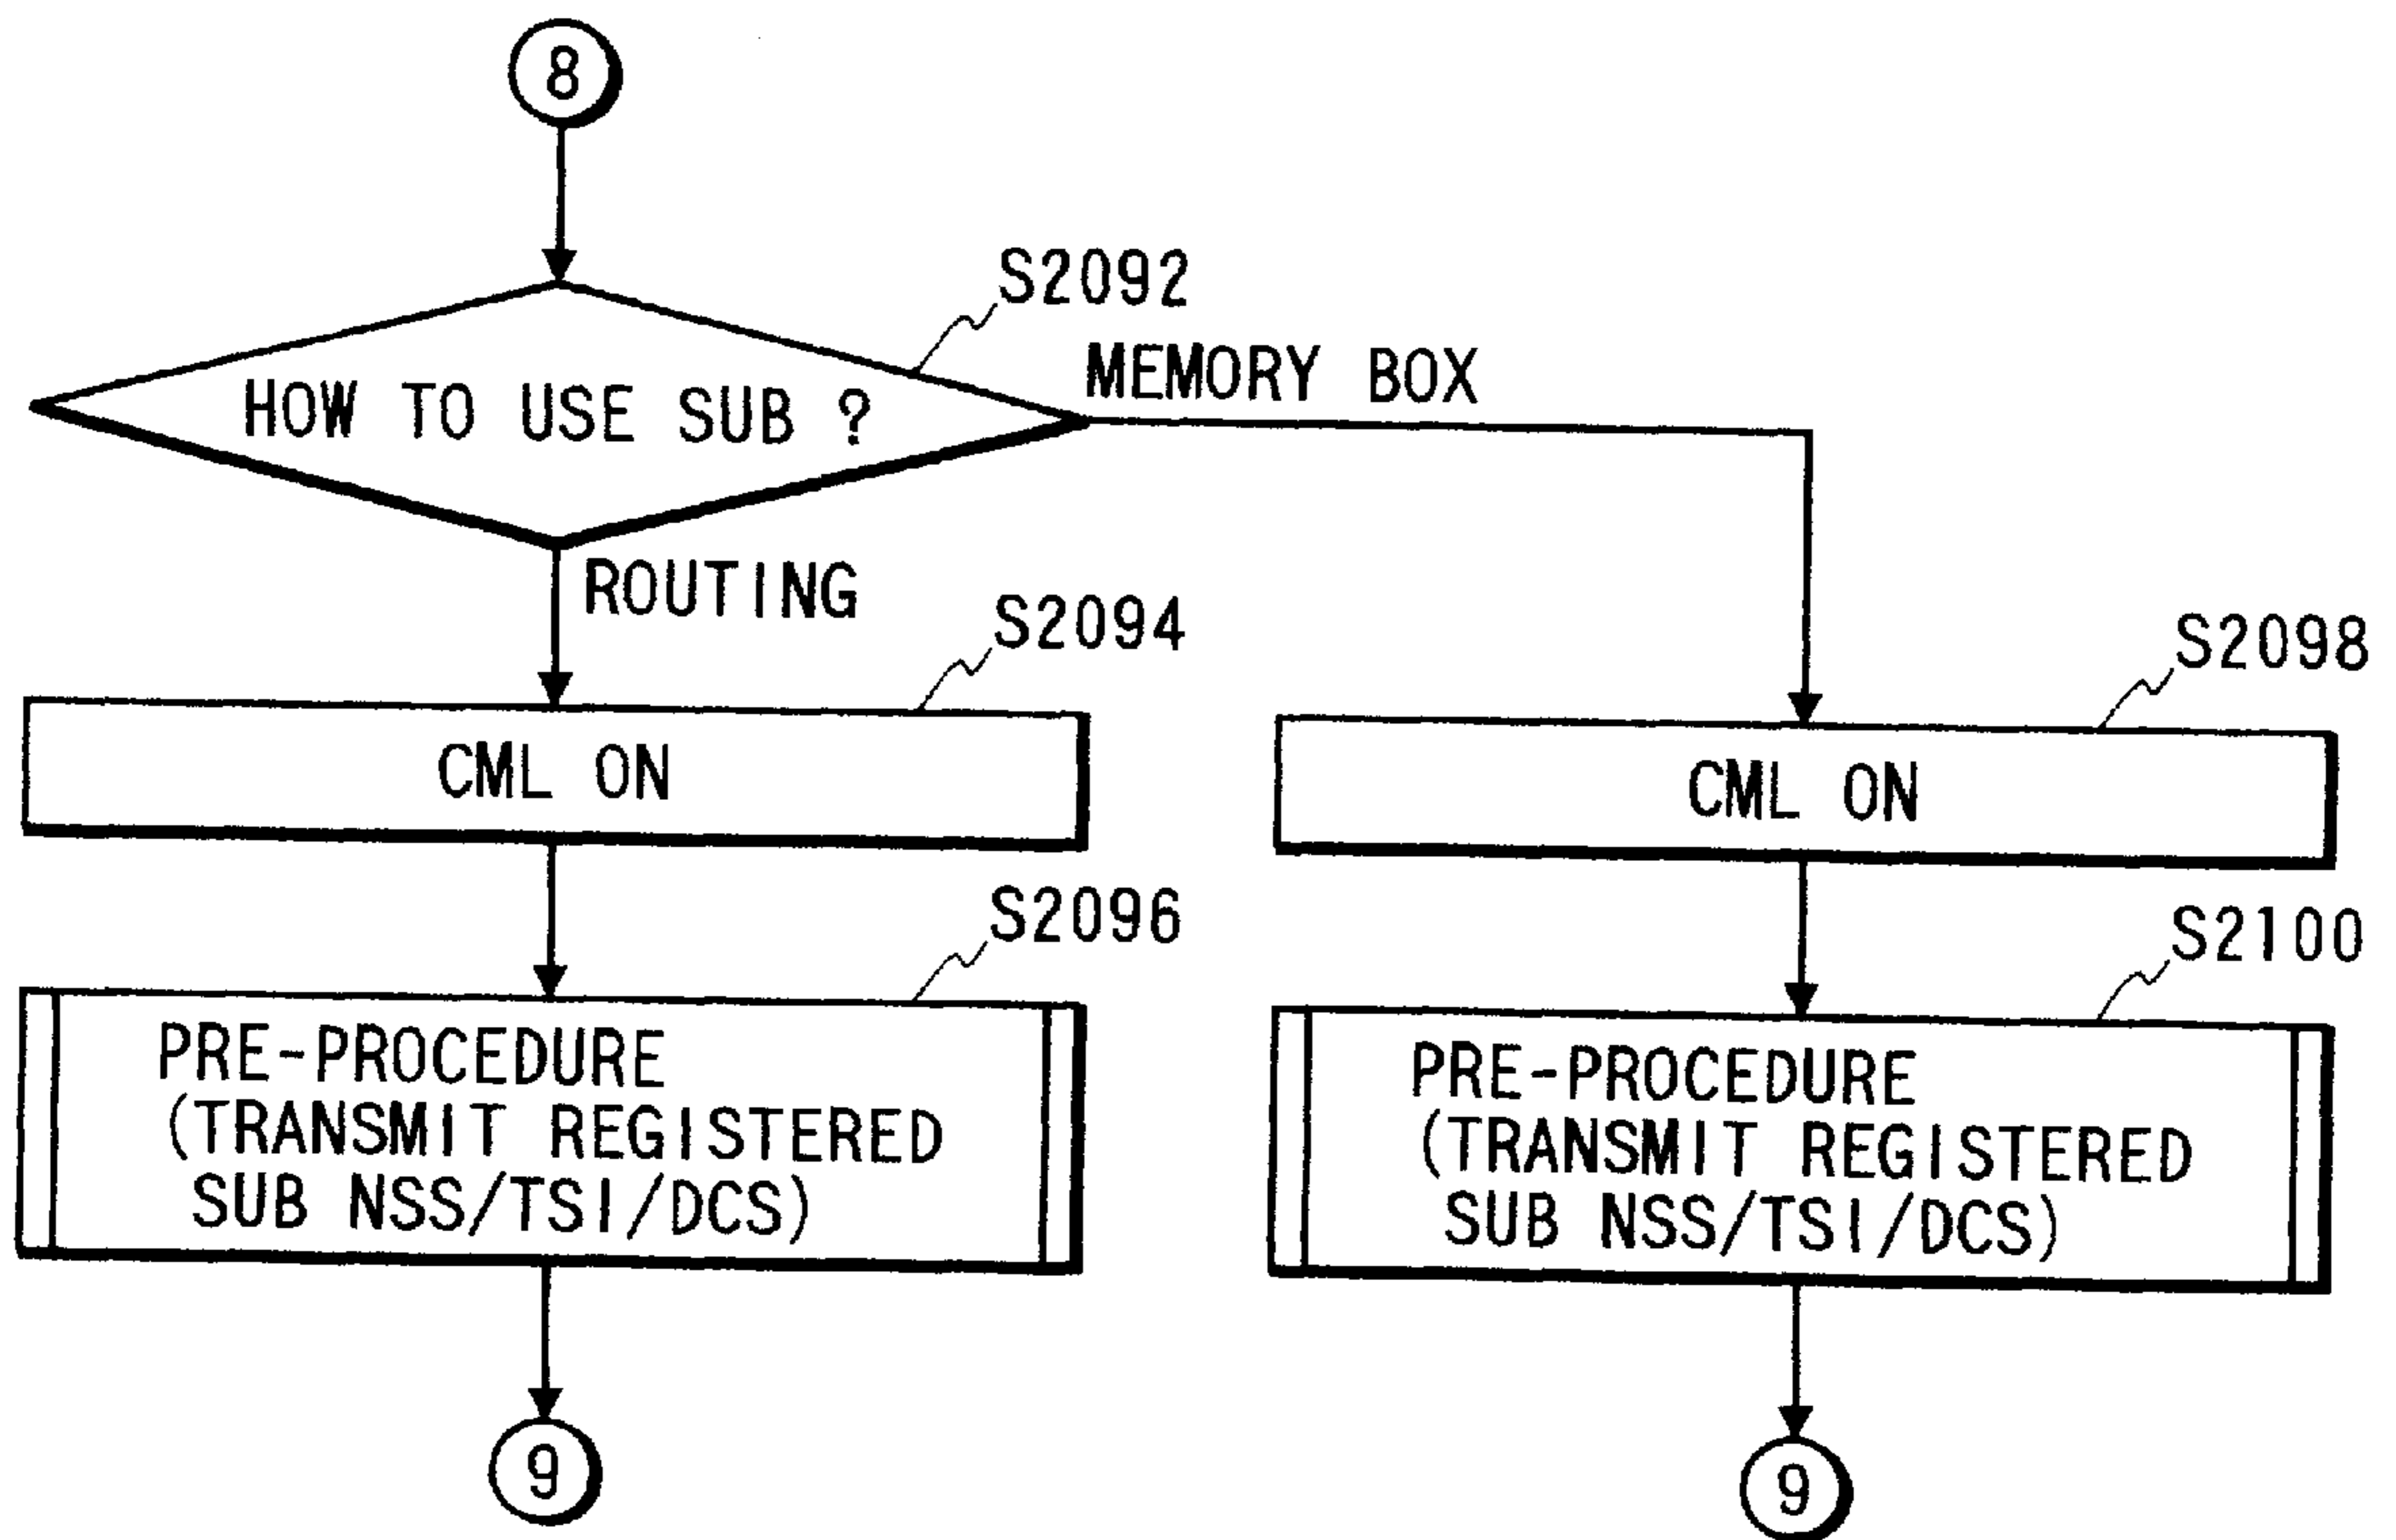 8
S2092
HOW TO USE SUB ?
MEMORY BOX
ROUTING
S2094
CML ON
S2098
CML ON
S2096
PRE-PROCEDURE
(TRANSMIT REGISTERED
SUB NSS/TSI/DCS)
S2100
PRE-PROCEDURE
(TRANSMIT REGISTERED
SUB NSS/TSI/DCS)
9
9